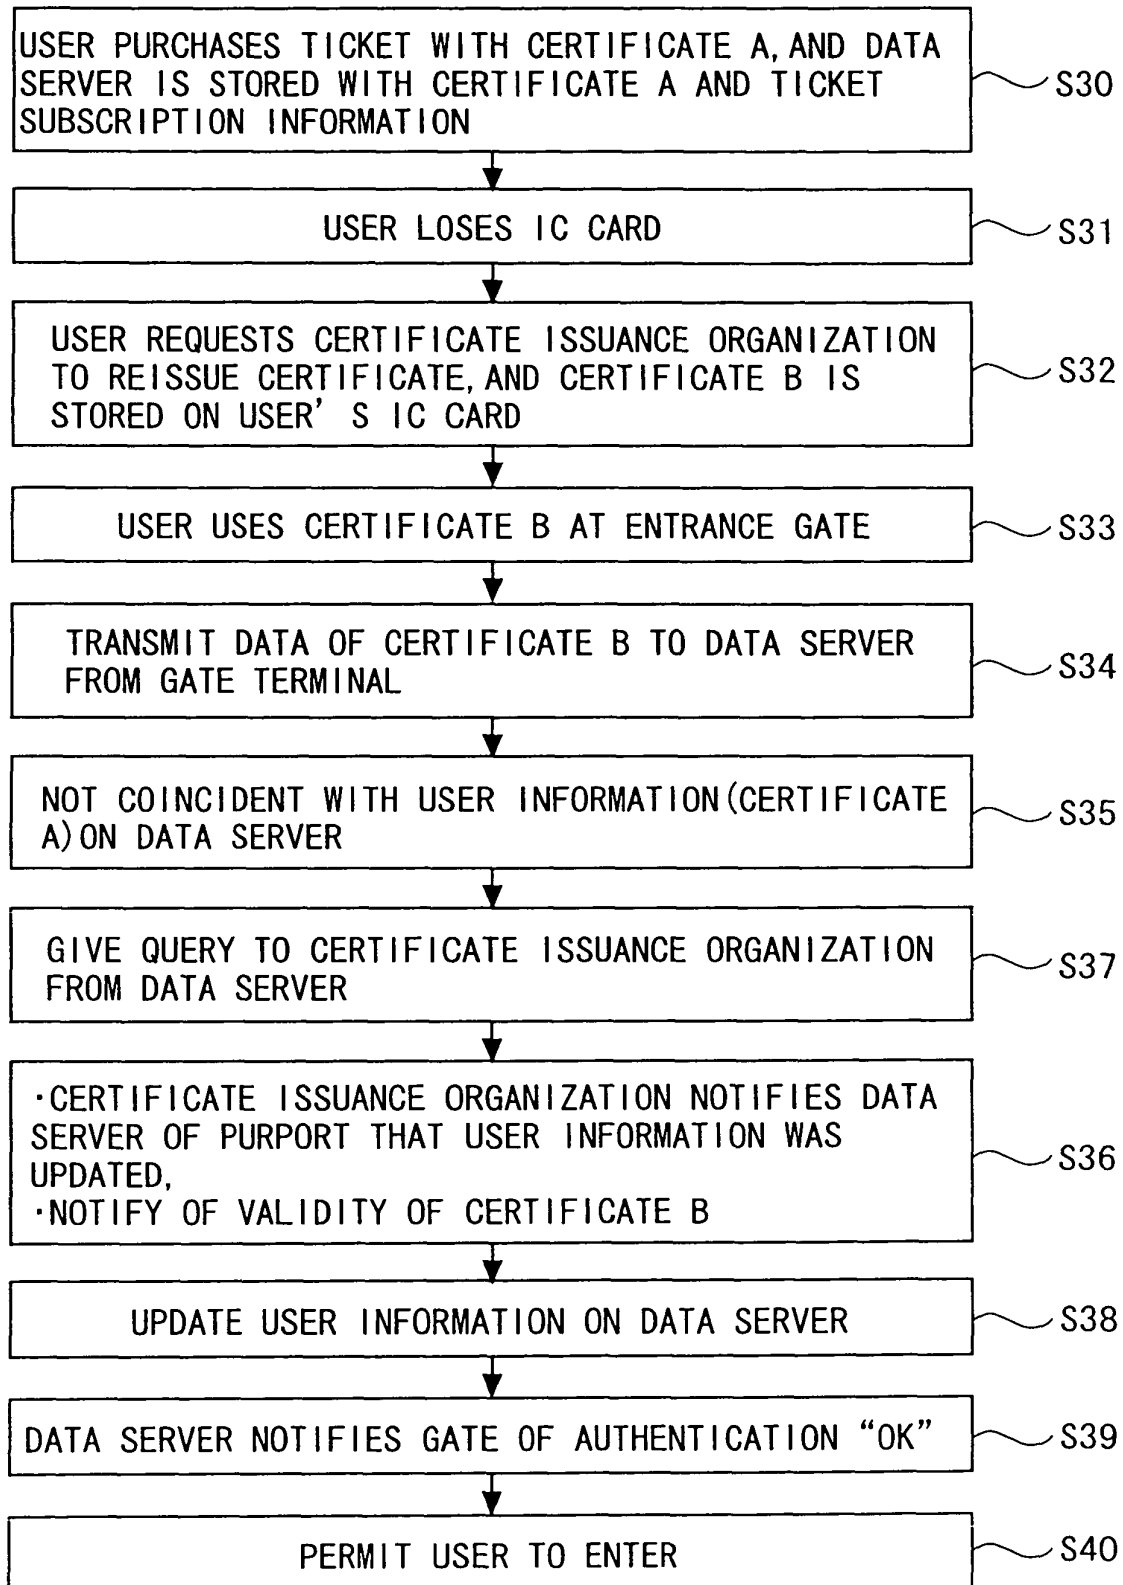 USER PURCHASES TICKET WITH CERTIFICATE A, AND DATA
SERVER IS STORED WITH CERTIFICATE A AND TICKET
SUBSCRIPTION INFORMATION
S30
USER LOSES IC CARD
S31
USER REQUESTS CERTIFICATE ISSUANCE ORGANIZATION
TO REISSUE CERTIFICATE, AND CERTIFICATE B IS
STORED ON USER' S IC CARD
S32
USER USES CERTIFICATE B AT ENTRANCE GATE
S33
TRANSMIT DATA OF CERTIFICATE B TO DATA SERVER
FROM GATE TERMINAL
S34
NOT COINCIDENT WITH USER INFORMATION (CERTIFICATE
A) ON DATA SERVER
S35
GIVE QUERY TO CERTIFICATE ISSUANCE ORGANIZATION
FROM DATA SERVER
S37
·CERTIFICATE ISSUANCE ORGANIZATION NOTIFIES DATA
SERVER OF PURPORT THAT USER INFORMATION WAS
UPDATED,
·NOTIFY OF VALIDITY OF CERTIFICATE B
S36
UPDATE USER INFORMATION ON DATA SERVER
S38
DATA SERVER NOTIFIES GATE OF AUTHENTICATION “OK”
S39
PERMIT USER TO ENTER
S40